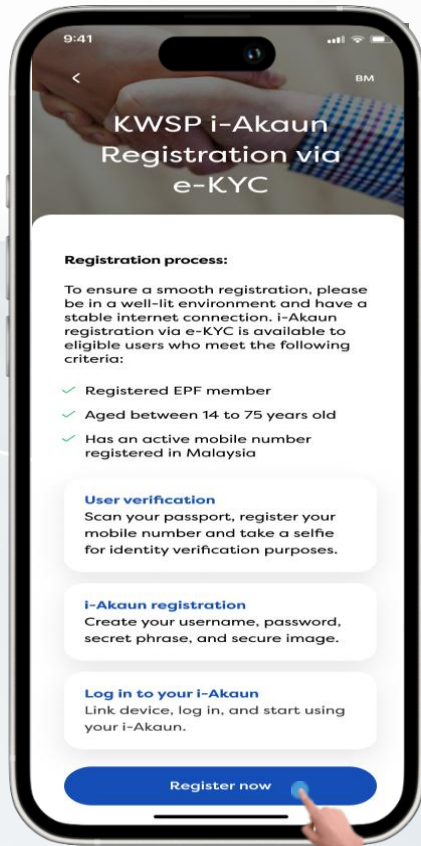 9:41
BM
KWSP i-Akaun
Registration via
e-KYC
Registration process:
To ensure a smooth registration, please
be in a well-lit environment and have a
stable internet connection. i-Akaun
registration via e-KYC is available to
eligible users who meet the following
criteria:
Registered EPF member
Aged between 14 to 75 years old
Has an active mobile number
registered in Malaysia
User verification
Scan your passport, register your
mobile number and take a selfie
for identity verification purposes.
i-Akaun registration
Create your username, password,
secret phrase, and secure image.
Log in to your i-Akaun
Link device, log in, and start using
your i-Akaun.
Register now